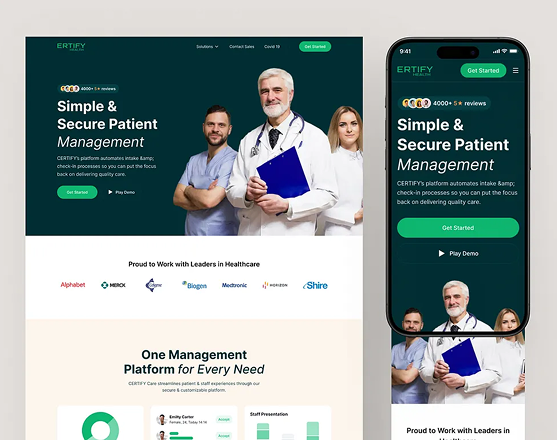 ERTIFY
HEALTH
Solutions
Contact Sales
Covid 19
Get Started
4000+ 5★ reviews
Simple &
Secure Patient
Management
CERTIFY's platform automates intake &amp;
check-in processes so you can put the focus
back on delivering quality care.
Get Started
Play Demo
Proud to Work with Leaders in Healthcare
Alphabet
MERCK
Celgene
Biogen
Medtronic
HORIZON
Shire
One Management
Platform for Every Need
CERTIFY Care streamlines patient & staff experiences through our
secure & customizable platform.
Emilty Cartor
Female, 24, Today 14:14
Accept
Accept
Staff Presentation
9:41
ERTIFY
HEALTH
Get Started
4000+ 5★ reviews
Simple &
Secure Patient
Management
CERTIFY's platform automates intake &amp;
check-in processes so you can put the focus
back on delivering quality care.
Get Started
Play Demo
Proud to Work with Leaders in